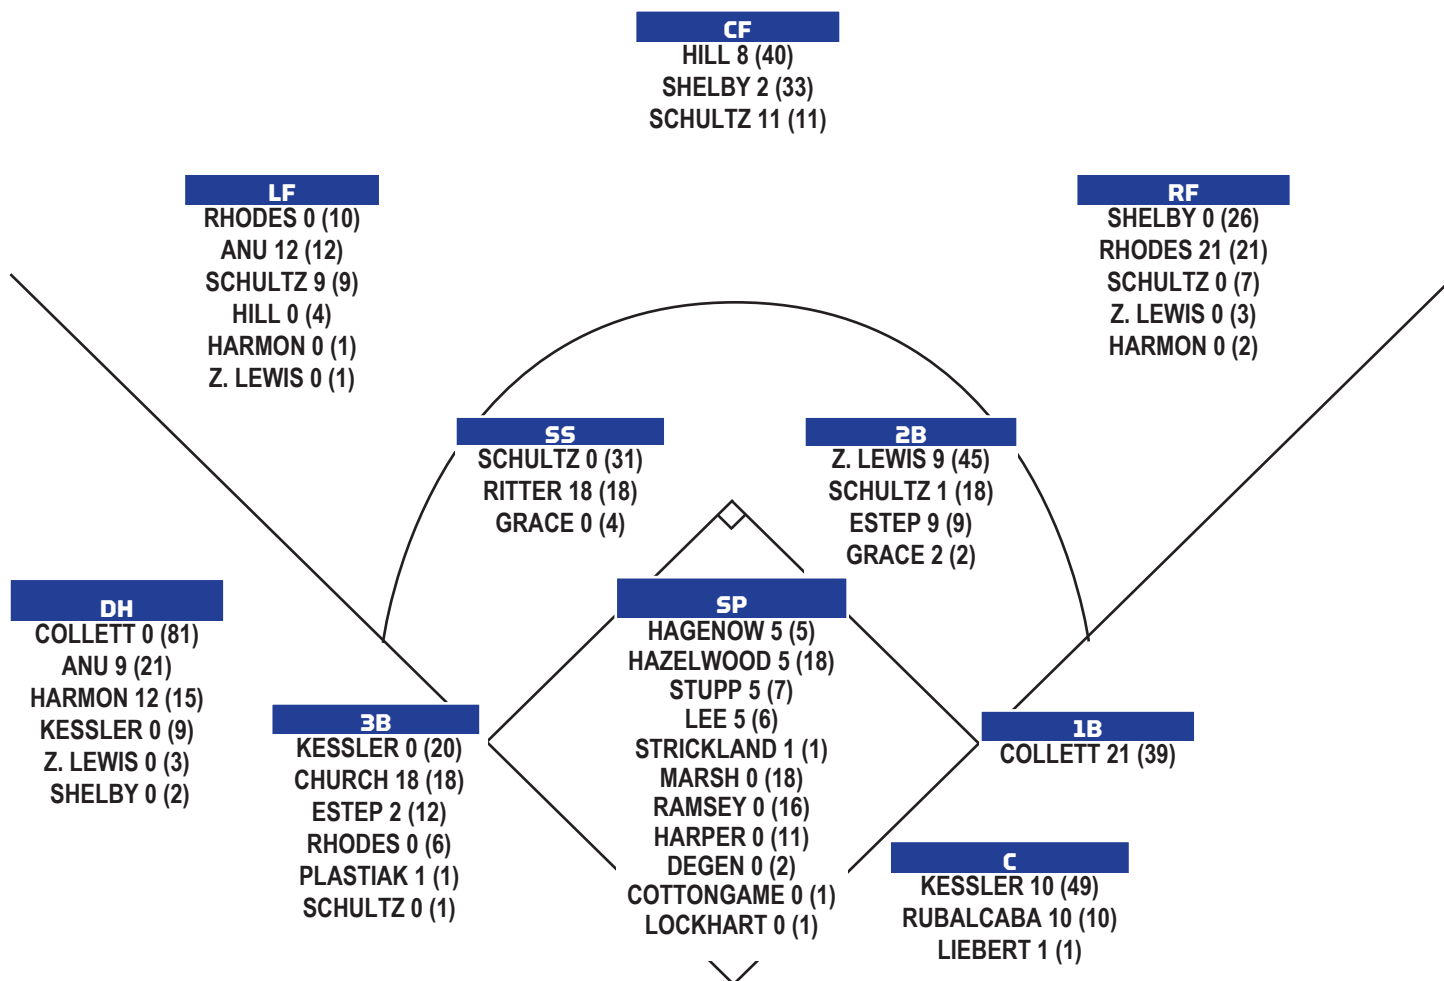 CF
HILL 8 (40)
SHELBY 2 (33)
SCHULTZ 11 (11)
LF
RHODES 0 (10)
ANU 12 (12)
SCHULTZ 9 (9)
HILL 0 (4)
HARMON 0 (1)
Z. LEWIS 0 (1)
RF
SHELBY 0 (26)
RHODES 21 (21)
SCHULTZ 0 (7)
Z. LEWIS 0 (3)
HARMON 0 (2)
SS
SCHULTZ 0 (31)
RITTER 18 (18)
GRACE 0 (4)
2B
Z. LEWIS 9 (45)
SCHULTZ 1 (18)
ESTEP 9 (9)
GRACE 2 (2)
DH
COLLETT 0 (81)
ANU 9 (21)
HARMON 12 (15)
KESSLER 0 (9)
Z. LEWIS 0 (3)
SHELBY 0 (2)
3B
KESSLER 0 (20)
CHURCH 18 (18)
ESTEP 2 (12)
RHODES 0 (6)
PLASTIAK 1 (1)
SCHULTZ 0 (1)
SP
HAGENOW 5 (5)
HAZELWOOD 5 (18)
STUPP 5 (7)
LEE 5 (6)
STRICKLAND 1 (1)
MARSH 0 (18)
RAMSEY 0 (16)
HARPER 0 (11)
DEGEN 0 (2)
COTTONGAME 0 (1)
LOCKHART 0 (1)
1B
COLLETT 21 (39)
C
KESSLER 10 (49)
RUBALCABA 10 (10)
LIEBERT 1 (1)